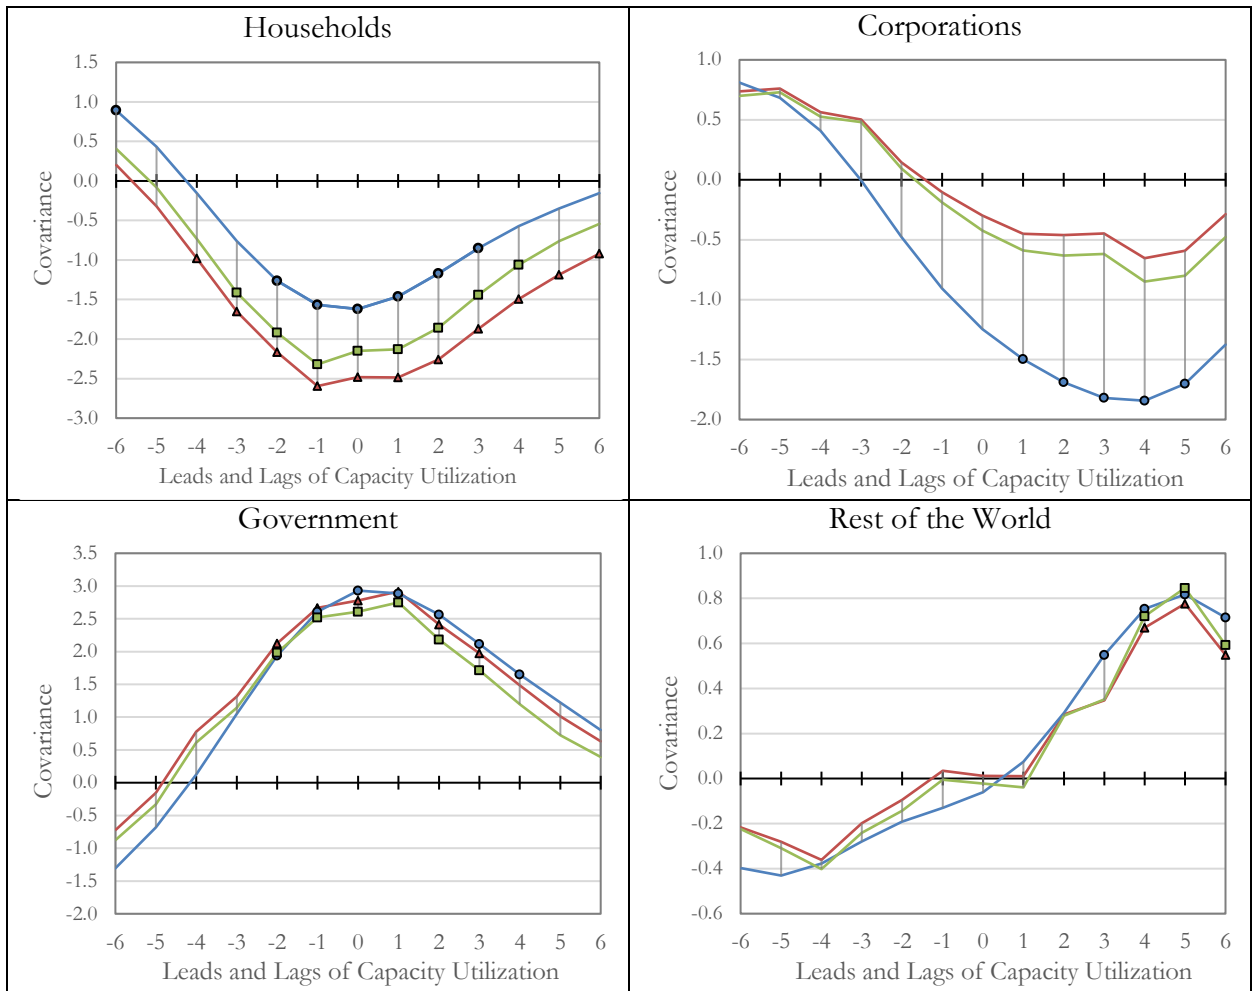 Households
1.5
1.0
0.5
0.0
-0.5
-1.0
-1.5
-2.0
-2.5
-3.0
Covariance
-6 -5 -4 -3 -2 -1 0 1 2 3 4 5 6
Leads and Lags of Capacity Utilization
Corporations
1.0
0.5
0.0
-0.5
-1.0
-1.5
-2.0
Covariance
-6 -5 -4 -3 -2 -1 0 1 2 3 4 5 6
Leads and Lags of Capacity Utilization
Government
3.5
3.0
2.5
2.0
1.5
1.0
0.5
0.0
-0.5
-1.0
-1.5
-2.0
Covariance
-6 -5 -4 -3 -2 -1 0 1 2 3 4 5 6
Leads and Lags of Capacity Utilization
Rest of the World
1.0
0.8
0.6
0.4
0.2
0.0
-0.2
-0.4
-0.6
Covariance
-6 -5 -4 -3 -2 -1 0 1 2 3 4 5 6
Leads and Lags of Capacity Utilization